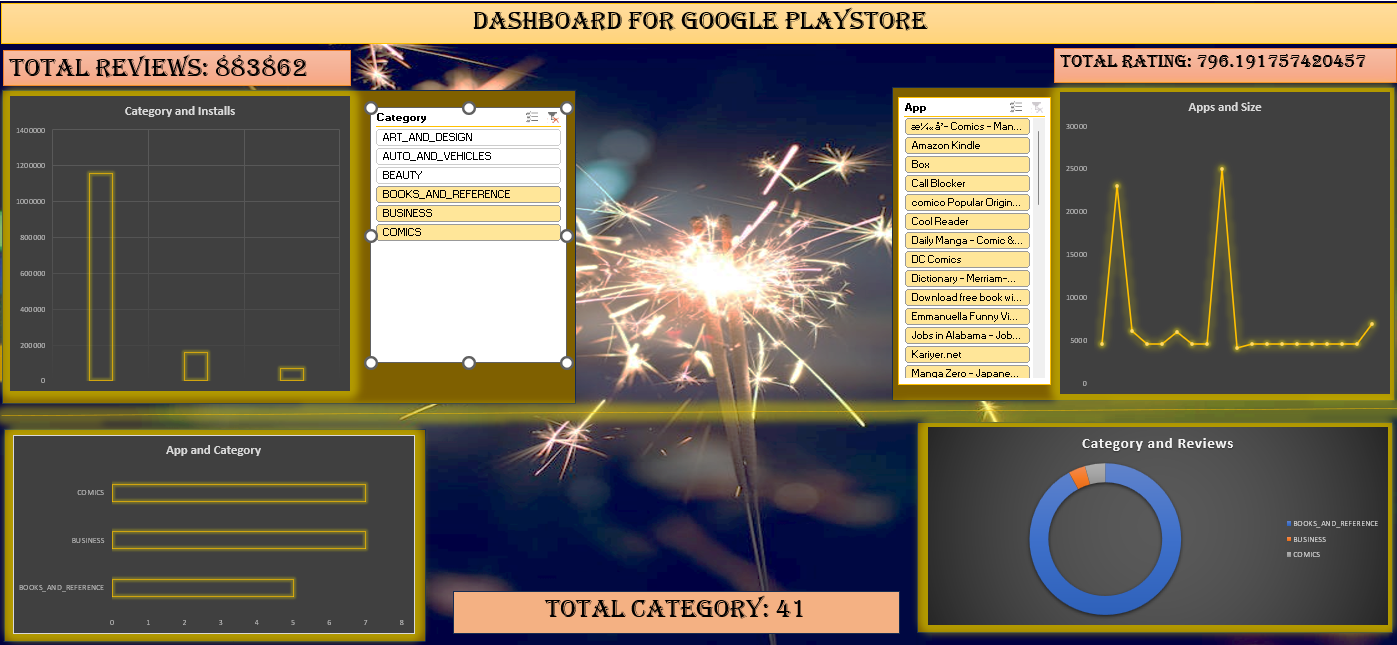 DASHBOARD FOR GOOGLE PLAYSTORE
TOTAL REVIEWS: 883862
TOTAL RATING: 796.191757420457
Category and Installs
1400000
1200000
1000000
800000
600000
400000
200000
0
Category
ART_AND_DESIGN
AUTO_AND_VEHICLES
BEAUTY
BOOKS_AND_REFERENCE
BUSINESS
COMICS
App
漫咖 - Comics - Man...
Amazon Kindle
Box
Call Blocker
comico Popular Origin...
Cool Reader
Daily Manga - Comic &...
DC Comics
Dictionary - Merriam-...
Download free book wi...
Emmanuella Funny Vi...
Jobs in Alabama - Job...
Kariyer.net
Manga Zero - Japane...
Apps and Size
30000
25000
20000
15000
10000
5000
0
App and Category
COMICS
BUSINESS
BOOKS_AND_REFERENCE
0 1 2 3 4 5 6 7 8
TOTAL CATEGORY: 41
Category and Reviews
BOOKS_AND_REFERENCE
BUSINESS
COMICS